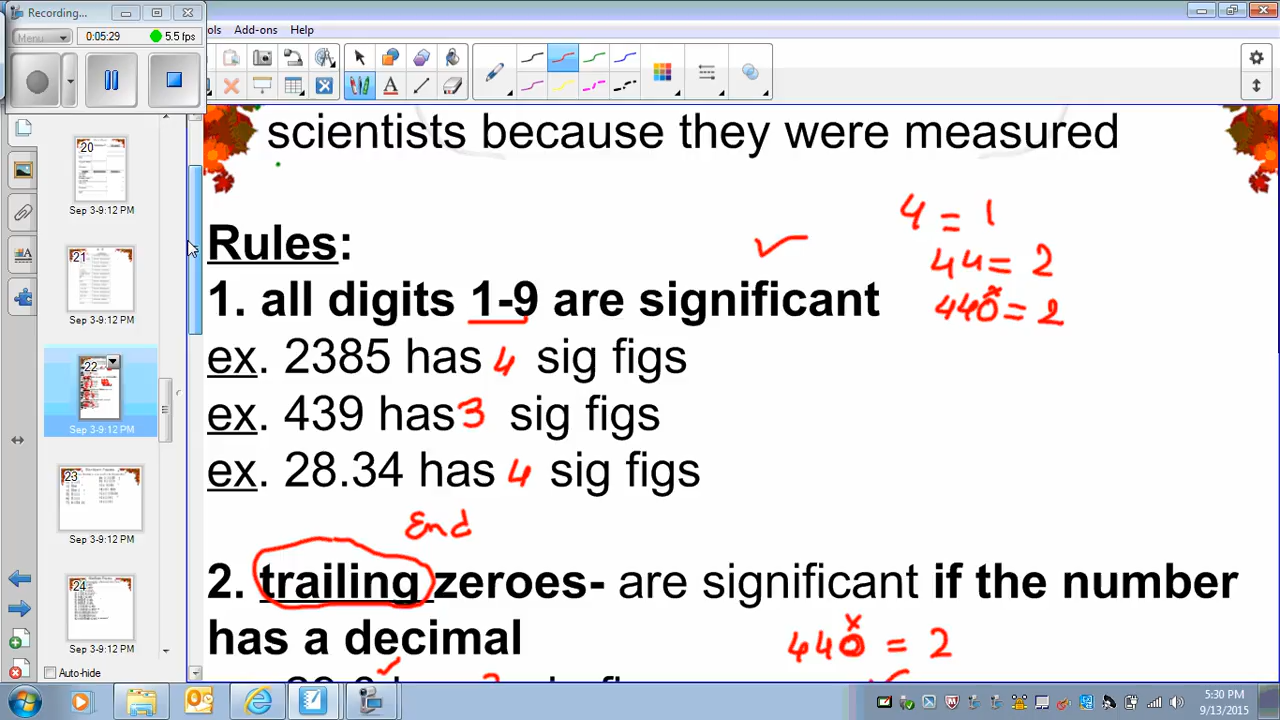 Recording...
Menu
0:05:29
5.5 fps
ols Add-ons Help
20
Sep 3-9:12 PM
21
Sep 3-9:12 PM
22
Sep 3-9:12 PM
23
Sep 3-9:12 PM
24
Sep 3-9:12 PM
Auto-hide
scientists because they were measured
4 = 1
44 = 2
440 = 2
Rules:
1. all digits 1-9 are significant
ex. 2385 has 4 sig figs
ex. 439 has 3 sig figs
ex. 28.34 has 4 sig figs
End
2. trailing zeroes- are significant if the number
has a decimal
440 = 2
5:30 PM
9/13/2015